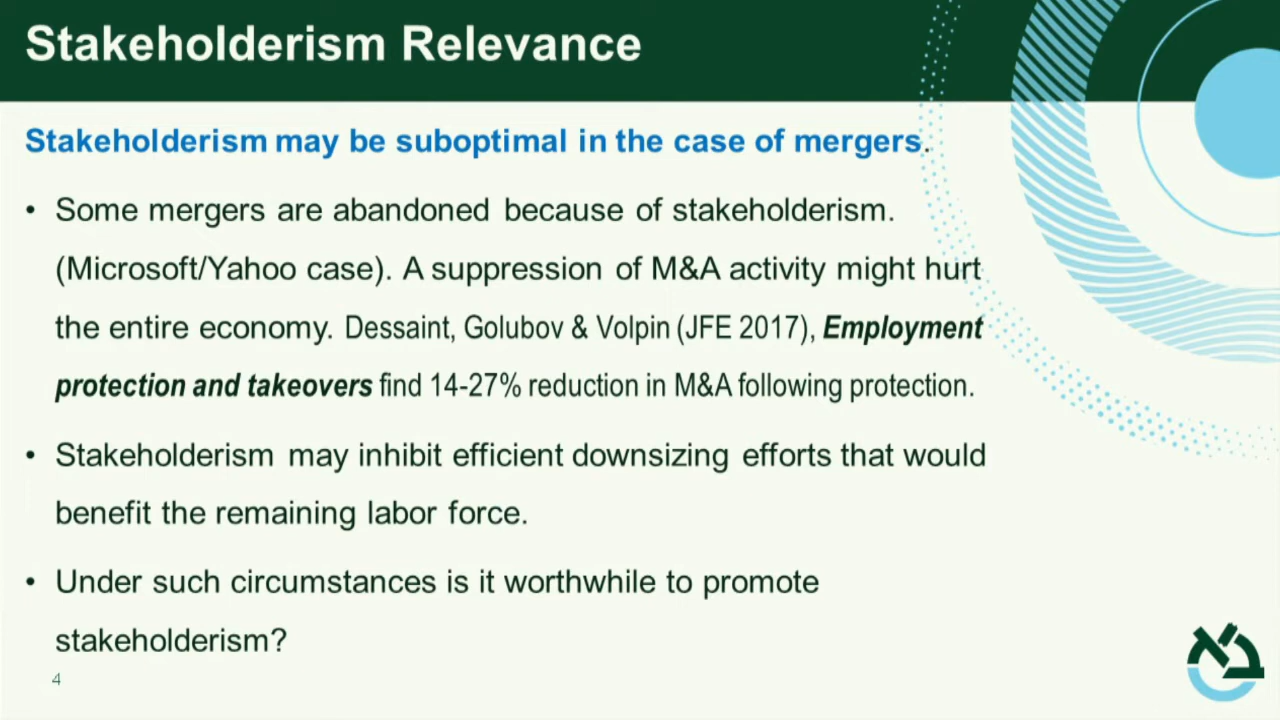 Stakeholderism Relevance
Stakeholderism may be suboptimal in the case of mergers.
• Some mergers are abandoned because of stakeholderism.
(Microsoft/Yahoo case). A suppression of M&A activity might hurt
the entire economy. Dessaint, Golubov & Volpin (JFE 2017), Employment
protection and takeovers find 14-27% reduction in M&A following protection.
• Stakeholderism may inhibit efficient downsizing efforts that would
benefit the remaining labor force.
• Under such circumstances is it worthwhile to promote
stakeholderism?
4
בא